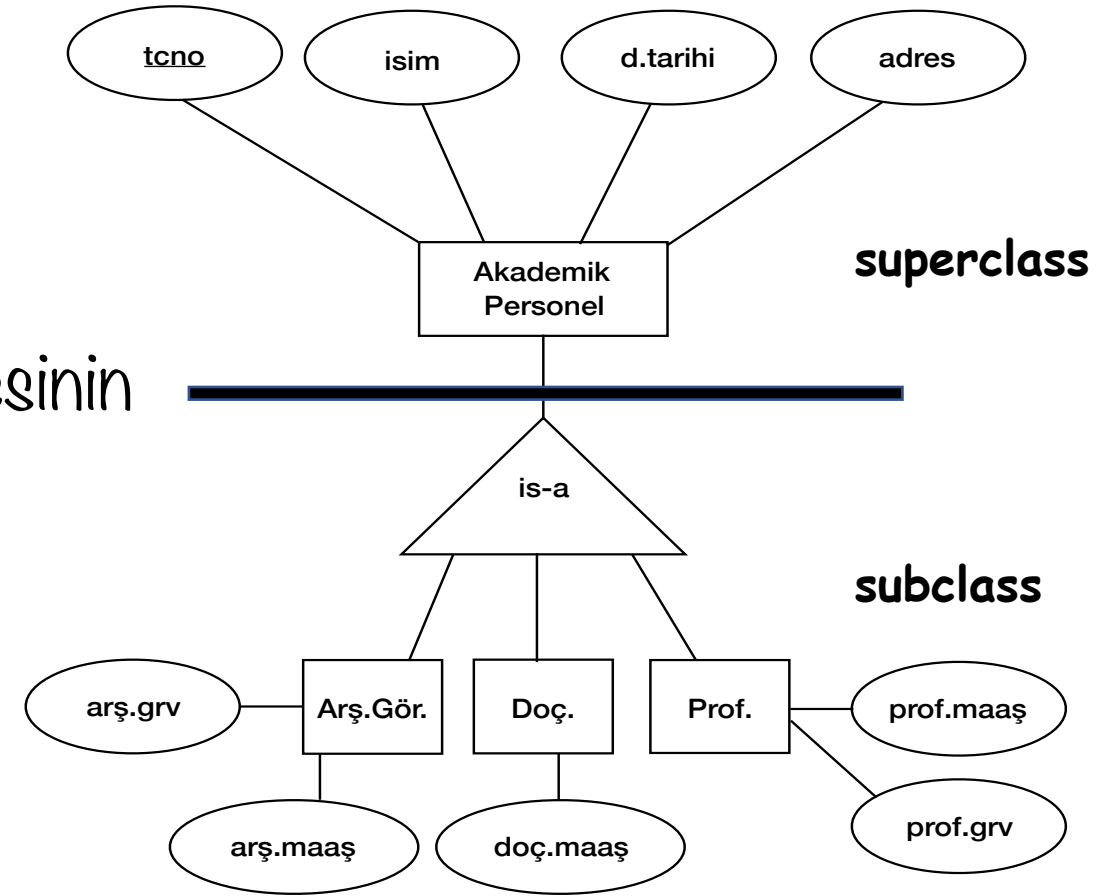 tcno
isim
d.tarihi
adres
Akademik
Personel
superclass
is-a
subclass
arş.grv
Arş.Gör.
Doç.
Prof.
prof.maaş
arş.maaş
doç.maaş
prof.grv